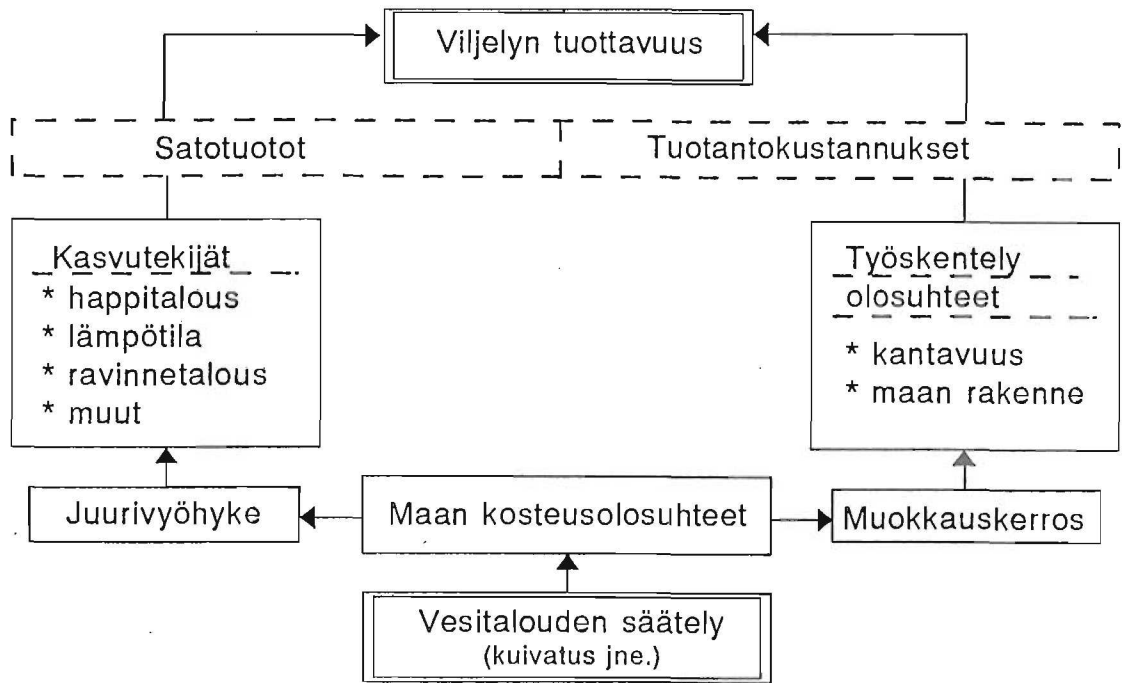 Viljelyn tuottavuus
Satotuotot
Tuotantokustannukset
Kasvutekijät
* happitalous
* lämpötila
* ravinnetalous
* muut
Työskentely
olosuhteet
* kantavuus
* maan rakenne
Juurivyöhyke
Maan kosteusolosuhteet
Muokkauskerros
Vesitalouden säätely
(kuivatus jne.)